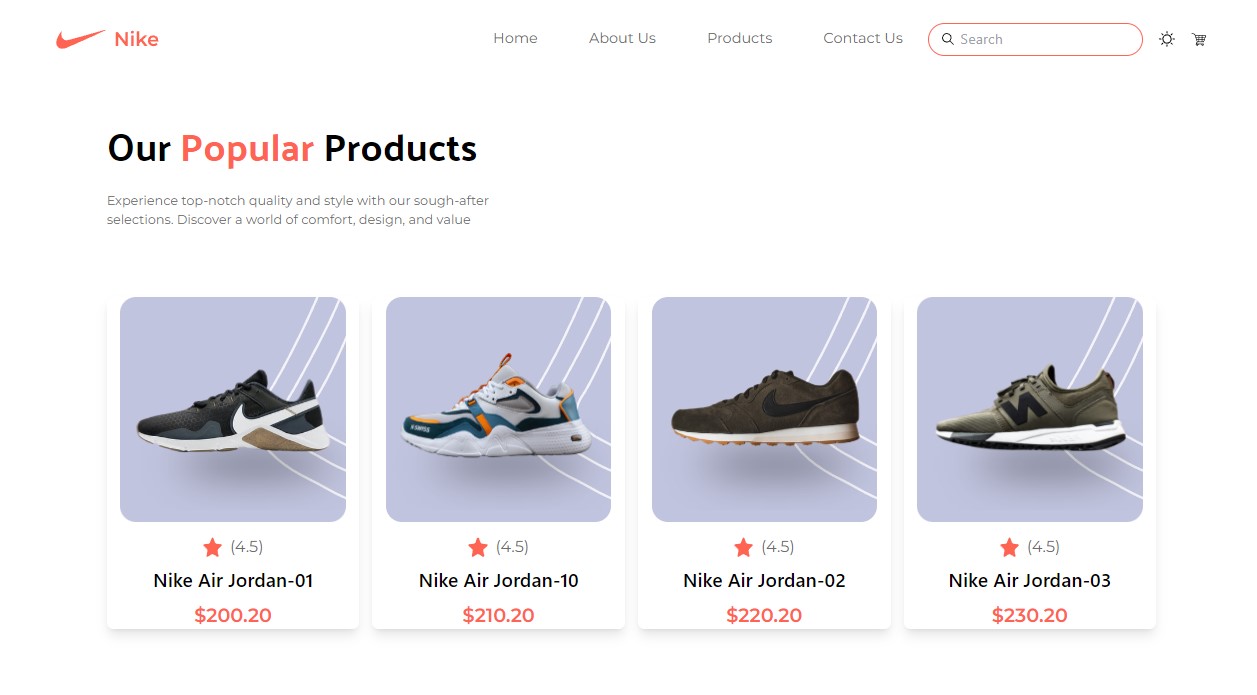 Nike
Home
About Us
Products
Contact Us
Search
Our Popular Products
Experience top-notch quality and style with our sough-after
selections. Discover a world of comfort, design, and value
(4.5)
(4.5)
(4.5)
(4.5)
Nike Air Jordan-01
Nike Air Jordan-10
Nike Air Jordan-02
Nike Air Jordan-03
$200.20
$210.20
$220.20
$230.20